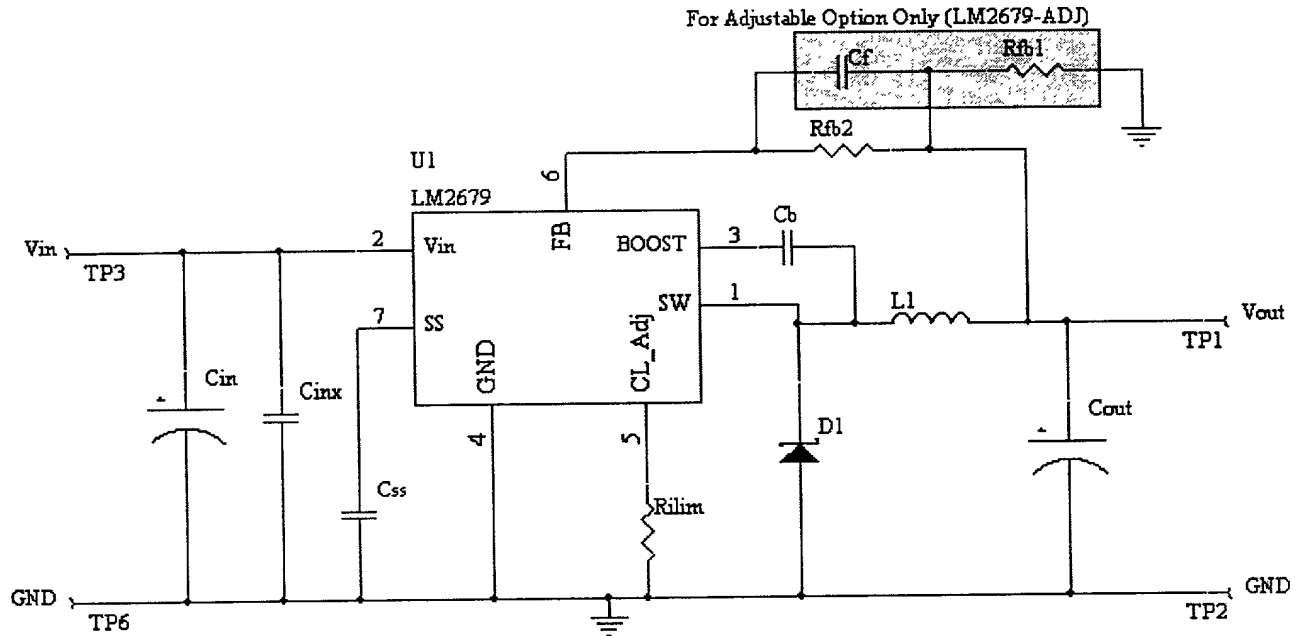 For Adjustable Option Only (LM2679-ADJ)
Cf
Rfb1
Rfb2
U1
LM2679
6
FB
Cb
Vin
TP3
2
Vin
BOOST
3
SW
1
L1
Vout
TP1
7
SS
GND
CL_Adj
Cin
Cinx
4
5
D1
Cout
Css
Rilim
GND
TP6
TP2
GND